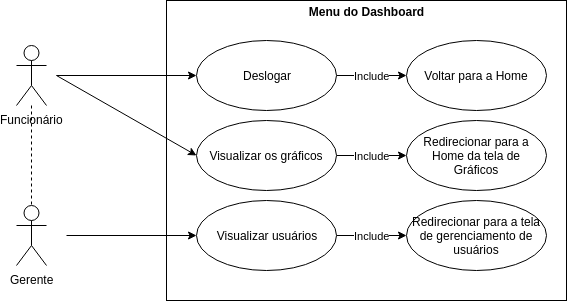 Menu do Dashboard
Funcionário
Deslogar
Include
Voltar para a Home
Visualizar os gráficos
Include
Redirecionar para a
Home da tela de
Gráficos
Gerente
Visualizar usuários
Include
Redirecionar para a tela
de gerenciamento de
usuários